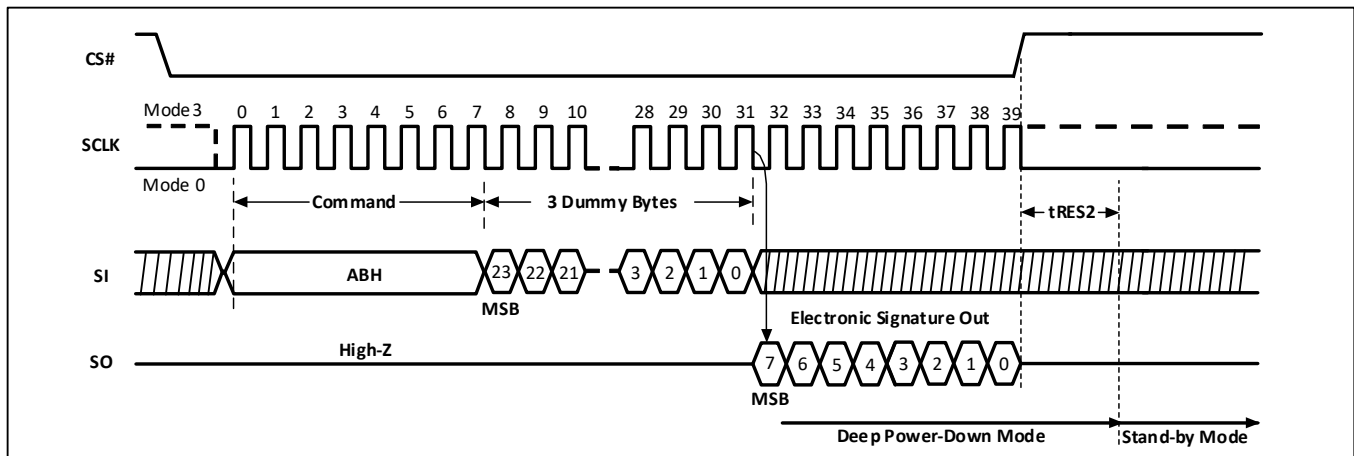 CS#
Mode 3
0 1 2 3 4 5 6 7 8 9 10 28 29 30 31 32 33 34 35 36 37 38 39
SCLK
Mode 0
Command 3 Dummy Bytes tRES2
SI ABH 23 22 21 3 2 1 0
MSB
Electronic Signature Out
High-Z
SO 7 6 5 4 3 2 1 0
MSB
Deep Power-Down Mode Stand-by Mode